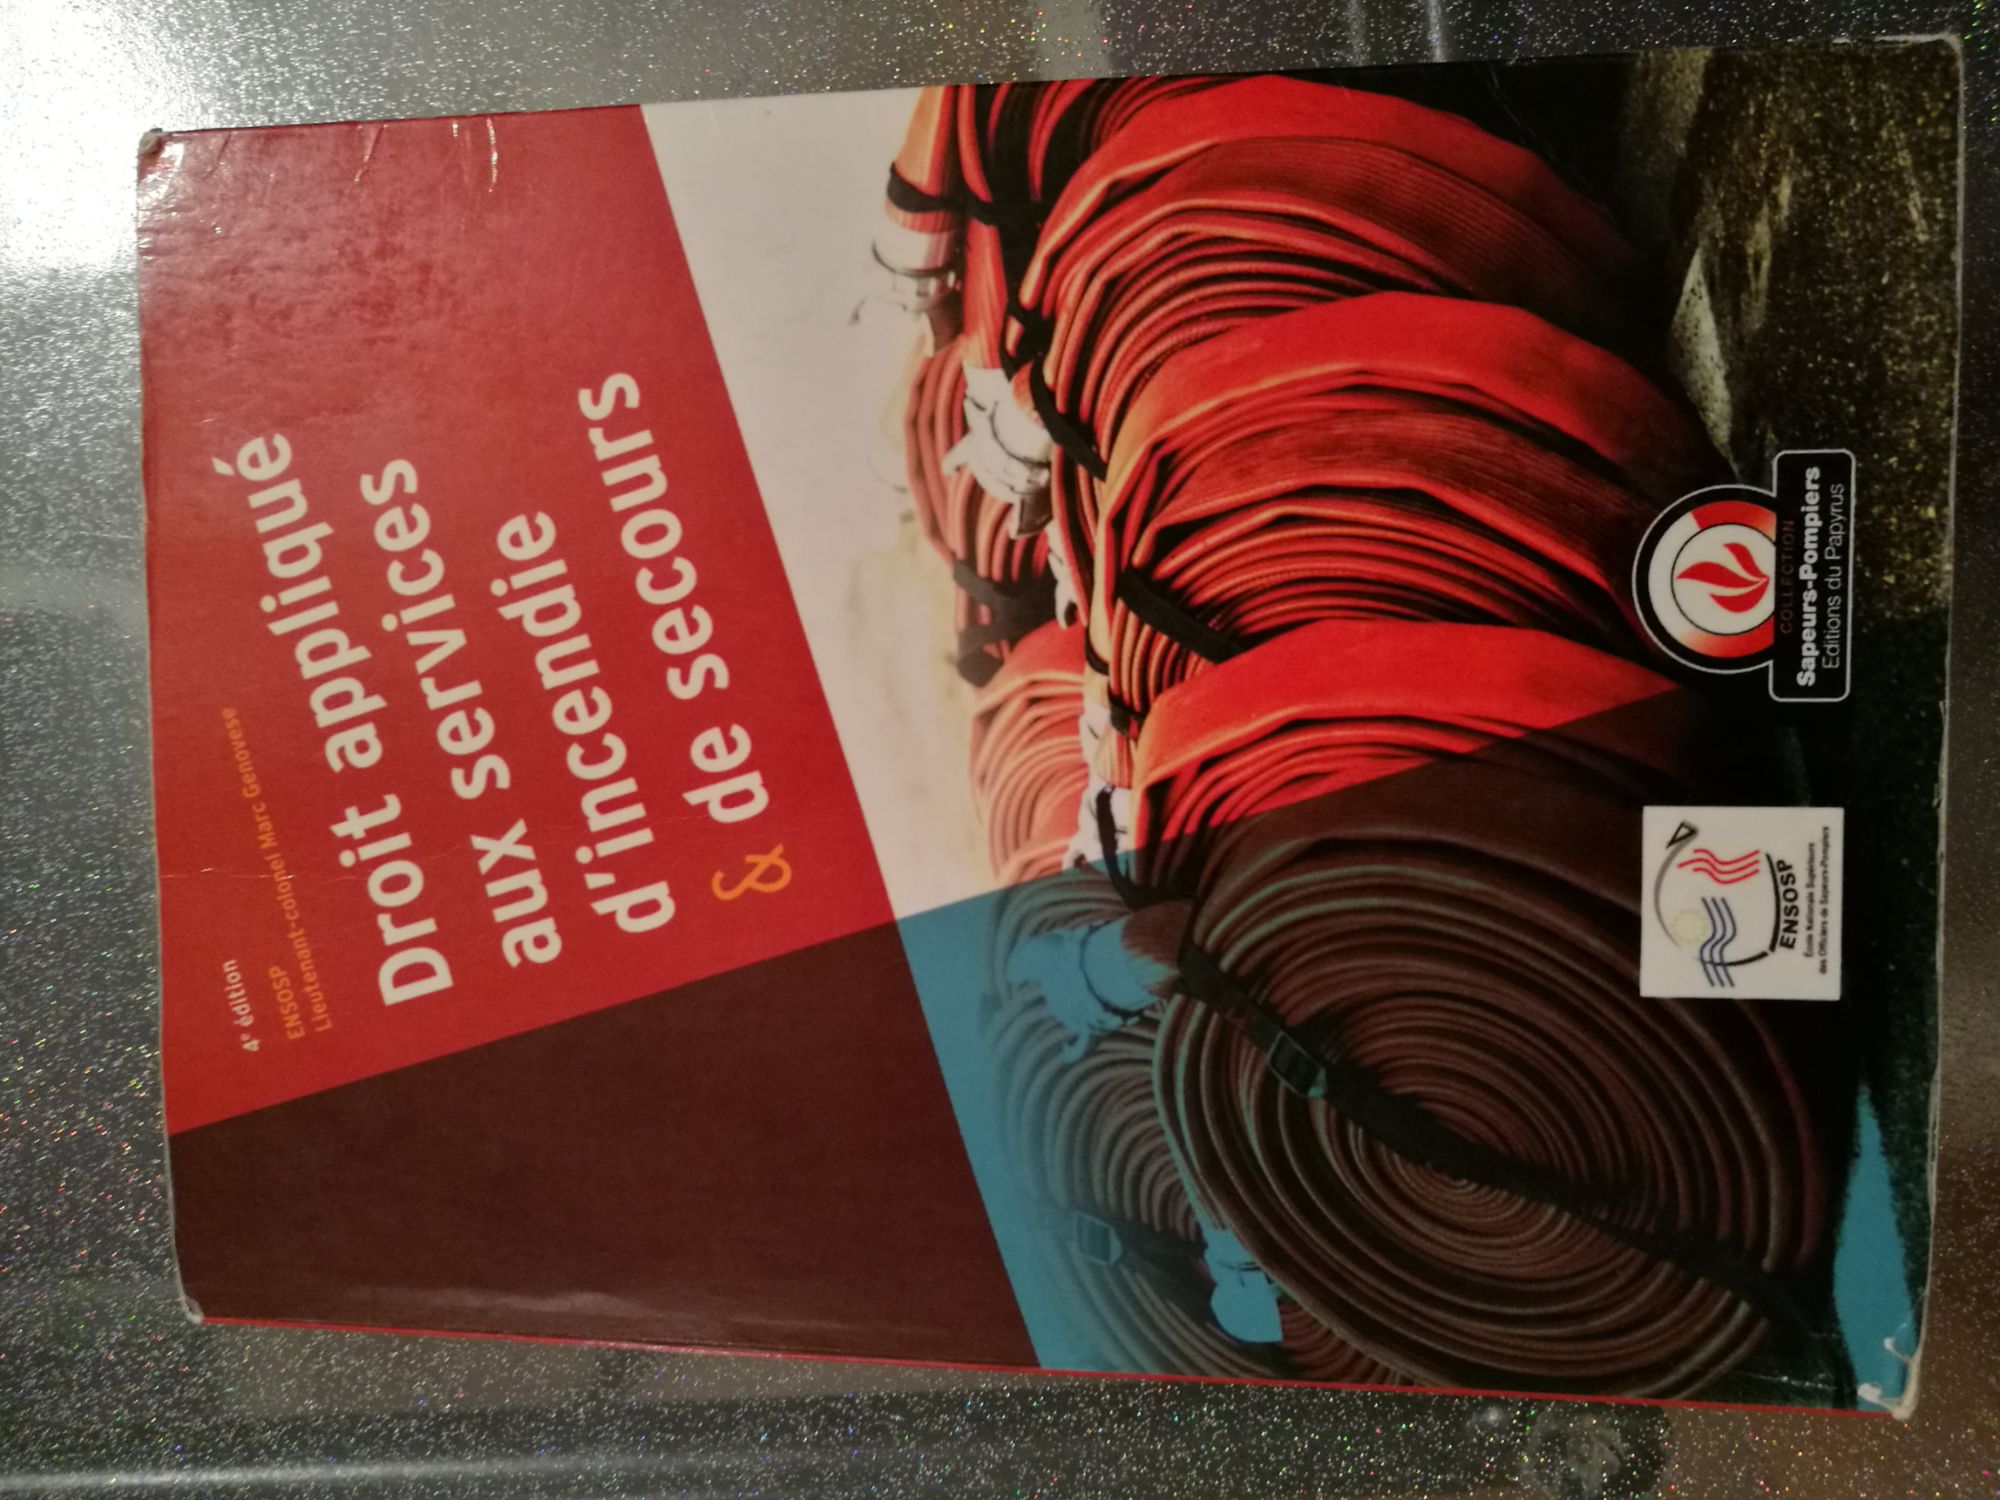 4e édition
ENSOSP
Lieutenant-colonel Marc Genovese
Droit appliqué
aux services
d'incendie
& de secours
COLLECTION
Sapeurs-Pompiers
Editions du Papyrus
ENSOSP
École Nationale Supérieure
des Officiers de Sapeurs-Pompiers